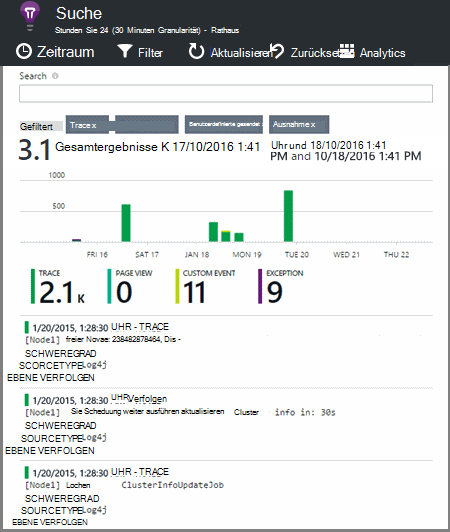 Suche
Stunden Sie 24 (30 Minuten Granularität) - Rathaus
Zeitraum Filter Aktualisieren Zurückse Analytics
Search
Gefiltert Trace x Benutzerdefinierte gesendet Ausnahme x
3.1 Gesamtergebnisse K 17/10/2016 1:41 Uhr und 18/10/2016 1:41
PM and 10/18/2016 1:41 PM
1000
500
FRI 16 SAT 17 JAN 18 MON 19 TUE 20 WED 21 THU 22
TRACE PAGE VIEW CUSTOM EVENT EXCEPTION
2.1 K 0 11 9
1/20/2015, 1:28:30 UHR - TRACE
[Node1] freier Novae: 238482878464, Dis -
SCHWEREGRAD
SCORCETYPE Log4j
EBENE VERFOLGEN
1/20/2015, 1:28:30 UHR Verfolgen
[Node1] Sie Scheduung weiter ausführen aktualisieren Cluster info in: 30s
SCHWEREGRAD
SOURCETYPE Log4j
EBENE VERFOLGEN
1/20/2015, 1:28:30 UHR - TRACE
[Node1] Lochen ClusterInfoUpdateJob
SCHWEREGRAD
SOURCETYPE Log4j
EBENE VERFOLGEN